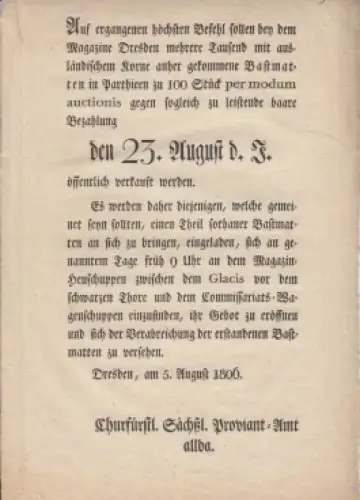 Auf ergangenen höchsten Befehl sollen bey dem
Magazine Dresden mehrere Tausend mit aus-
ländischem Korne anher gekommene Bastmat-
ten in Parthieen zu 100 Stück per modum
auctionis gegen sogleich zu leistende baare
Bezahlung
den 23. August d. J.
öffentlich verkauft werden.
Es werden daher diejenigen, welche gemei-
net seyn sollten, einen Theil sothaner Bastmat-
ten an sich zu bringen, eingeladen, sich an ge-
nanntem Tage früh 9 Uhr an dem Magazin-
Heuschuppen zwischen dem Glacis vor dem
schwarzen Thore und dem Commissariats-Wa-
genschuppen einzufinden, ihr Gebot zu eröffnen
und sich der Verabreichung der erstandenen Bast-
matten zu versehen.
Dresden, am 5. August 1806.
Churfürstl. Sächßl. Proviant-Amt
allda.